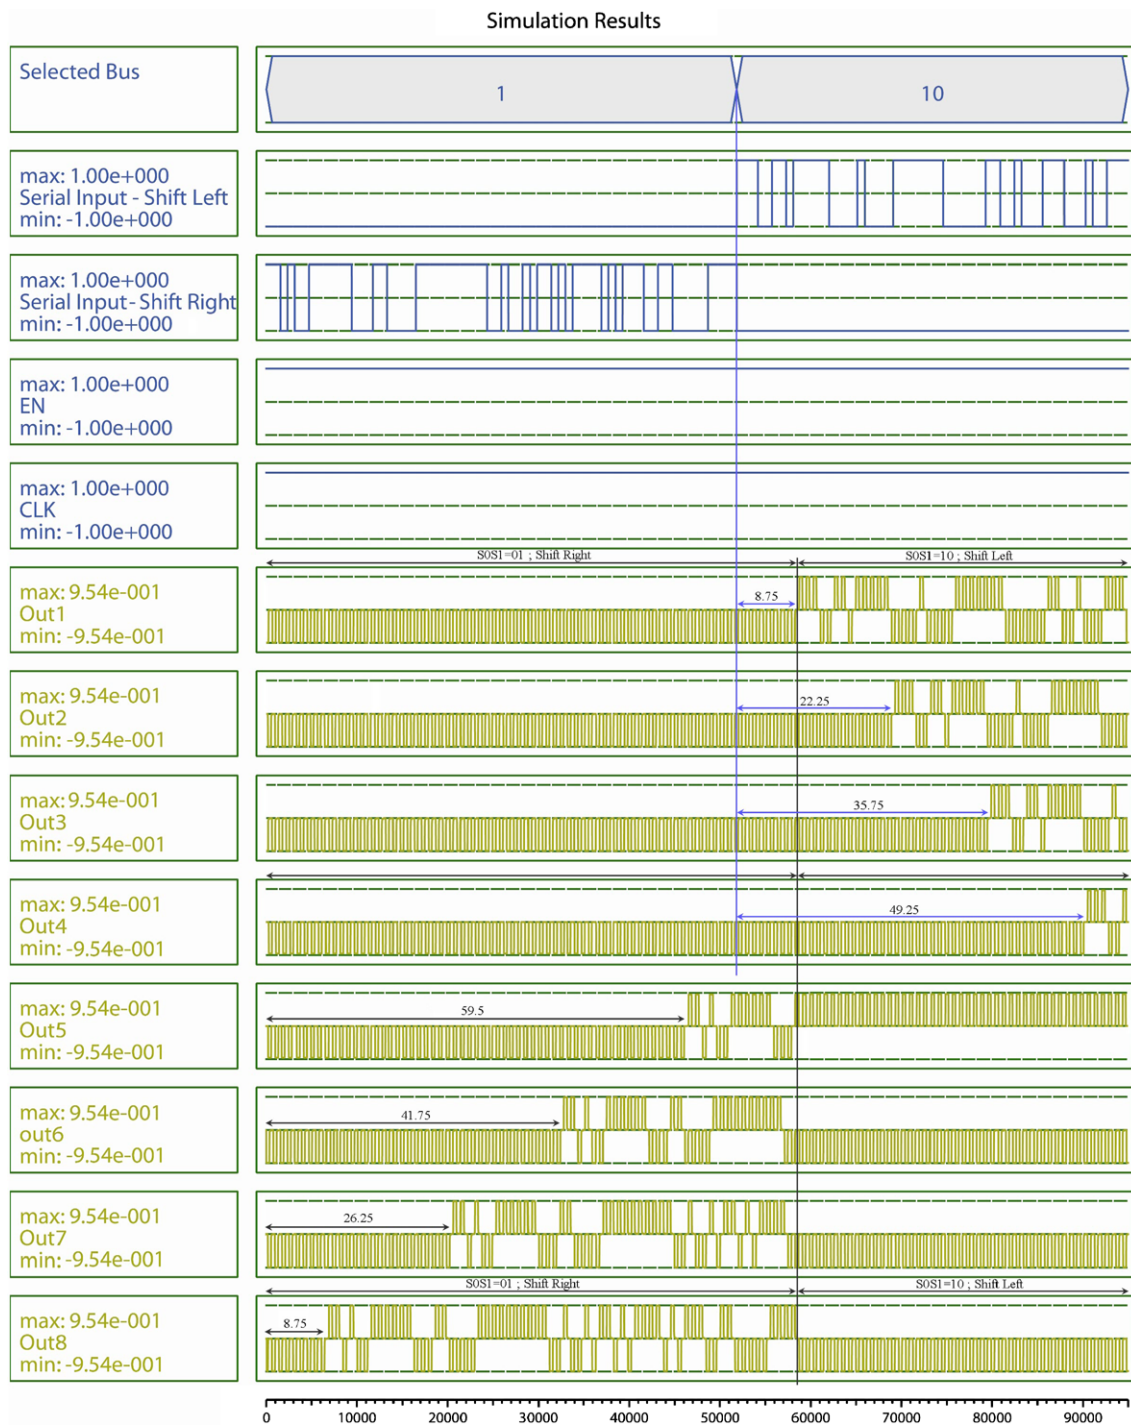 Simulation Results
Selected Bus
1
10
max: 1.00e+000
Serial Input - Shift Left
min: -1.00e+000
max: 1.00e+000
Serial Input- Shift Right
min: -1.00e+000
max: 1.00e+000
EN
min: -1.00e+000
max: 1.00e+000
CLK
min: -1.00e+000
S0S1=01 ; Shift Right
S0S1=10 ; Shift Left
max: 9.54e-001
Out1
min: -9.54e-001
8.75
max: 9.54e-001
Out2
min: -9.54e-001
22.25
max: 9.54e-001
Out3
min: -9.54e-001
35.75
max: 9.54e-001
Out4
min: -9.54e-001
49.25
max: 9.54e-001
Out5
min: -9.54e-001
59.5
max: 9.54e-001
out6
min: -9.54e-001
41.75
max: 9.54e-001
Out7
min: -9.54e-001
26.25
S0S1=01 ; Shift Right
S0S1=10 ; Shift Left
max: 9.54e-001
Out8
min: -9.54e-001
8.75
0 10000 20000 30000 40000 50000 60000 70000 80000 90000